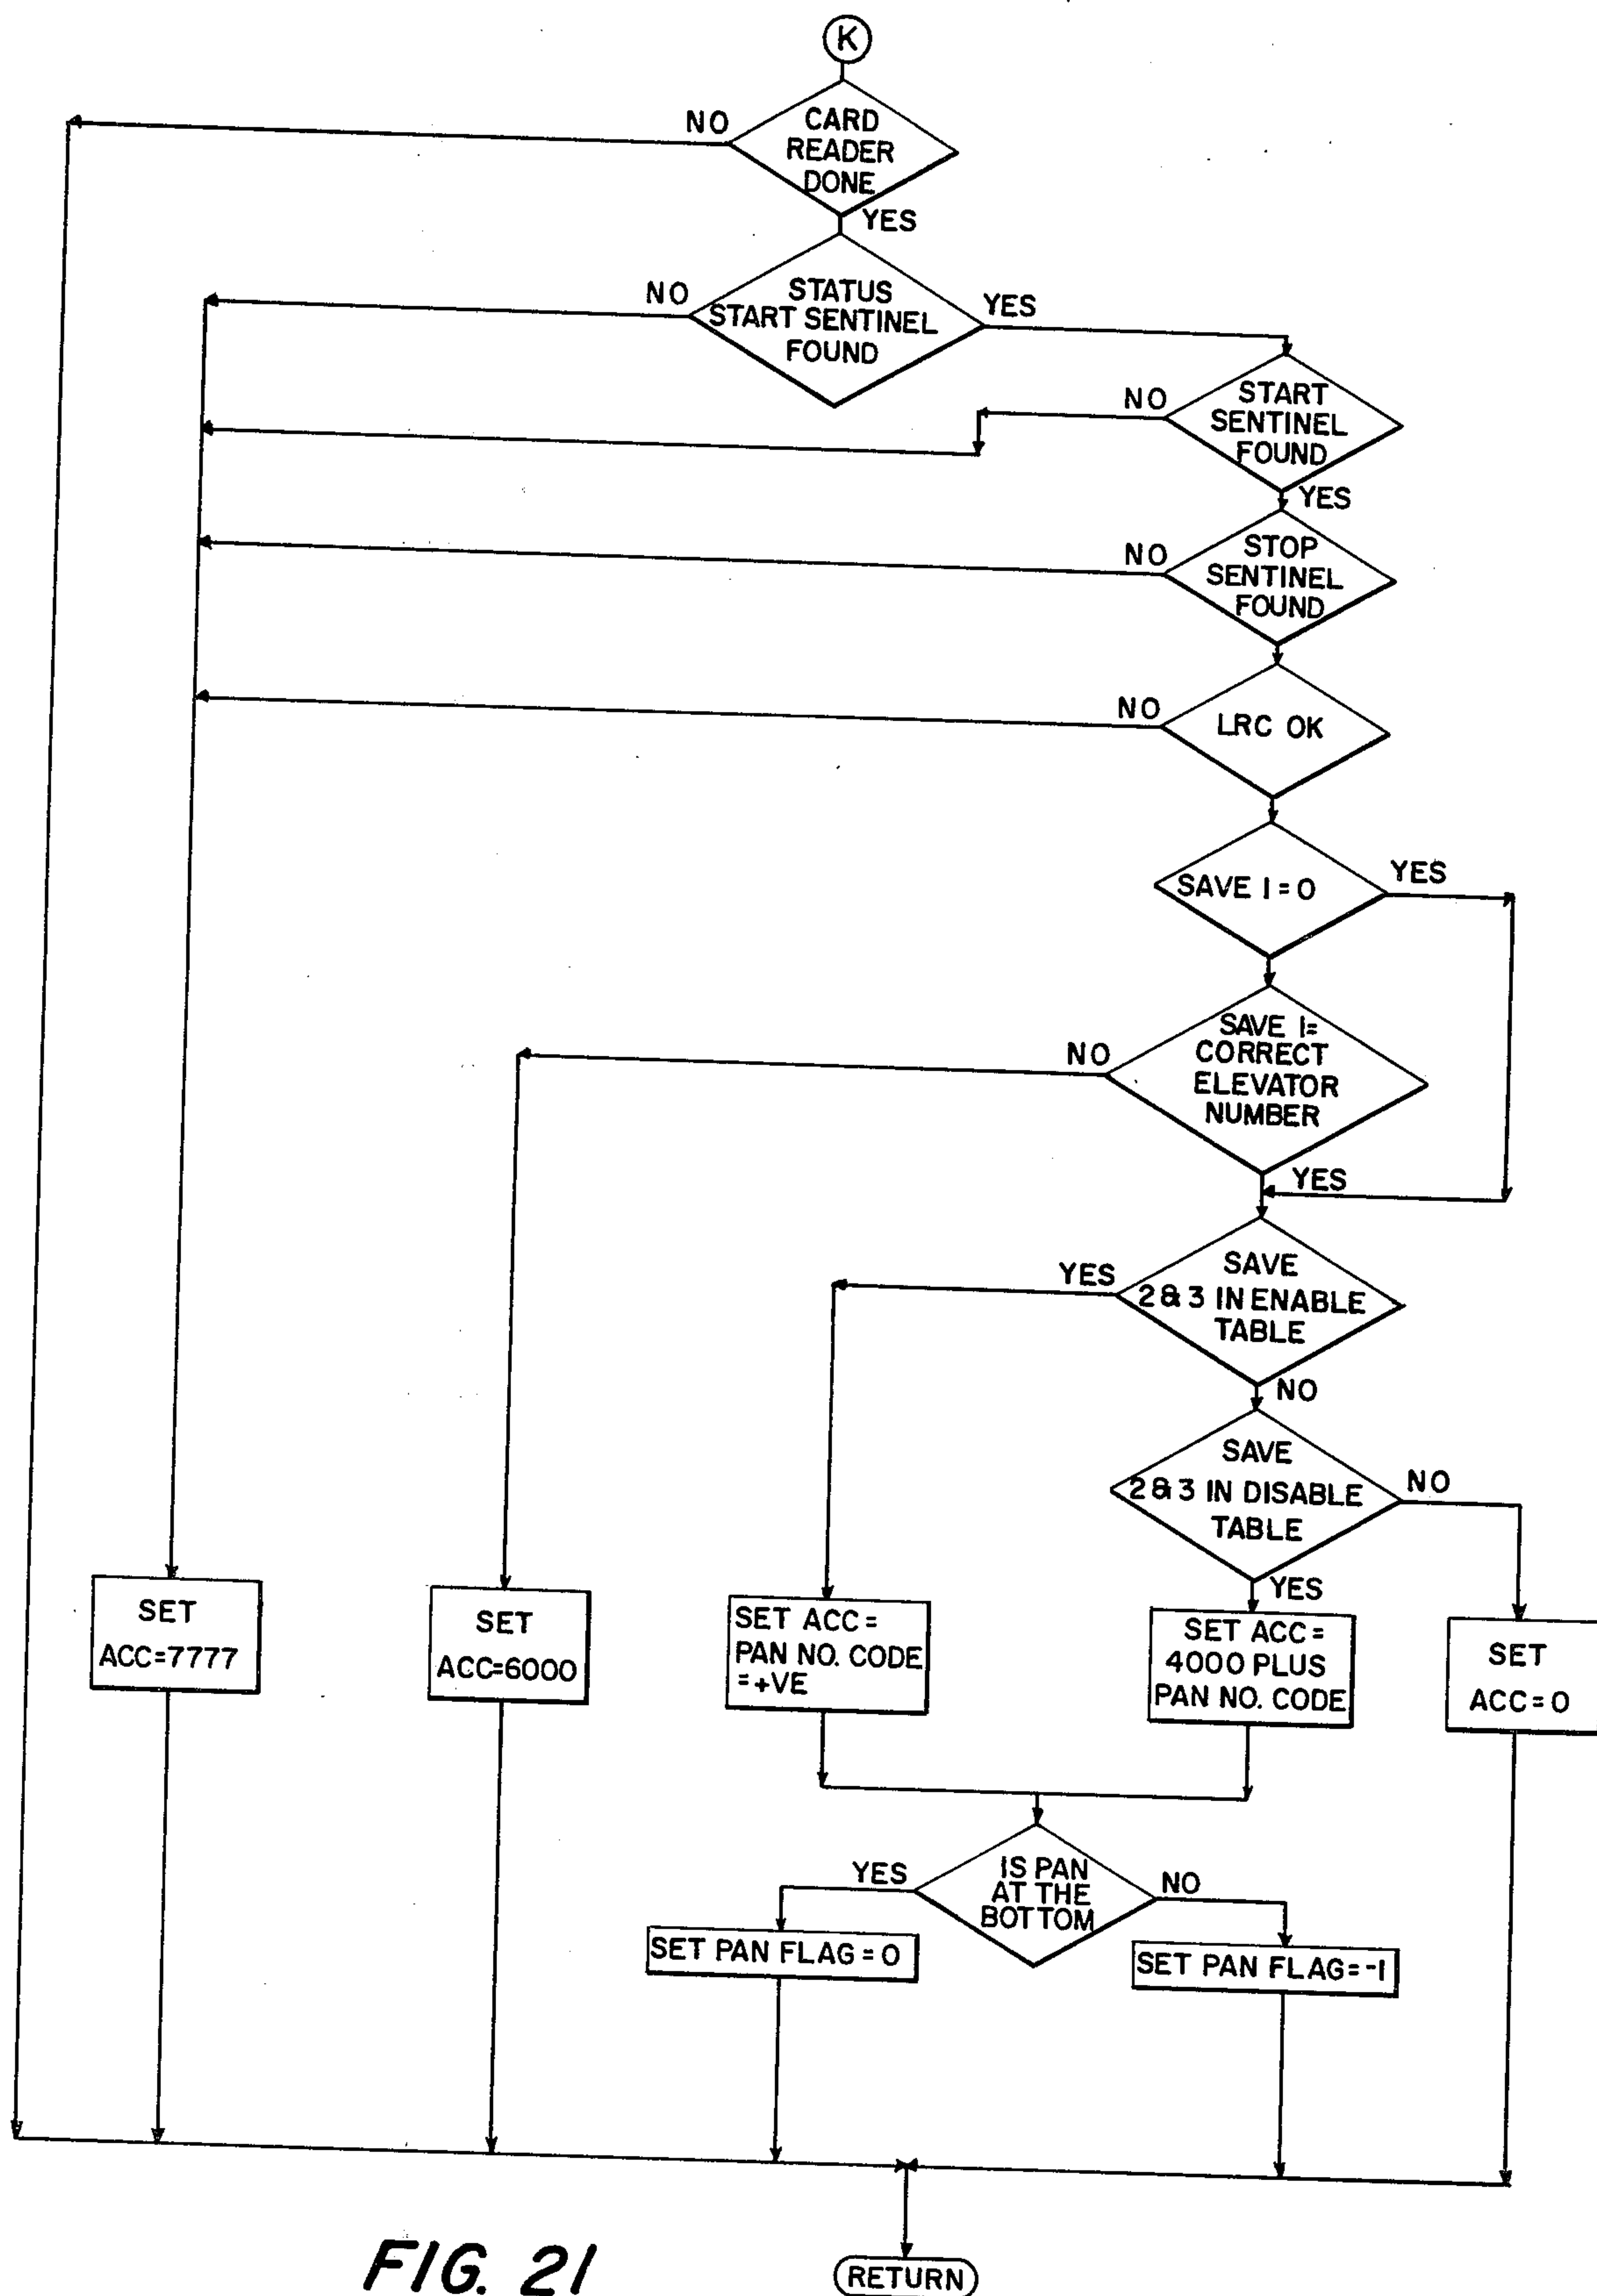 K
CARD
READER
DONE
NO
YES
STATUS
START SENTINEL
FOUND
NO
YES
START
SENTINEL
FOUND
NO
YES
STOP
SENTINEL
FOUND
NO
LRC OK
NO
SAVE 1 = 0
YES
SAVE 1=
CORRECT
ELEVATOR
NUMBER
NO
YES
SAVE
2 & 3 IN ENABLE
TABLE
YES
NO
SAVE
2 & 3 IN DISABLE
TABLE
NO
YES
SET
ACC=7777
SET
ACC=6000
SET ACC=
PAN NO. CODE
=+VE
SET ACC=
4000 PLUS
PAN NO. CODE
SET
ACC=0
IS PAN
AT THE
BOTTOM
YES
NO
SET PAN FLAG = 0
SET PAN FLAG=-1
RETURN
FIG. 21